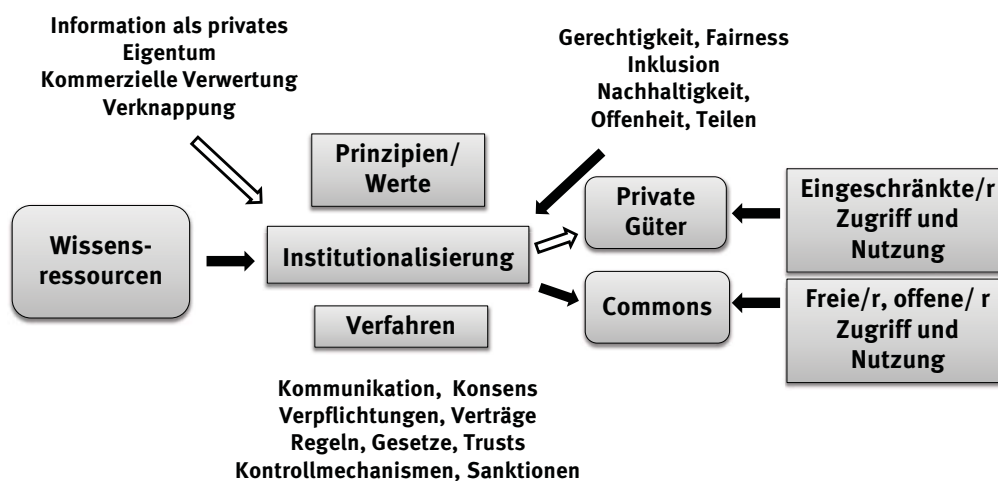 Information als privates
Eigentum
Kommerzielle Verwertung
Verknappung
Gerechtigkeit, Fairness
Inklusion
Nachhaltigkeit,
Offenheit, Teilen
Prinzipien/
Werte
Wissens-
ressourcen
Institutionalisierung
Verfahren
Private
Güter
Commons
Eingeschränkte/r
Zugriff und
Nutzung
Freie/r, offene/ r
Zugriff und
Nutzung
Kommunikation, Konsens
Verpflichtungen, Verträge
Regeln, Gesetze, Trusts
Kontrollmechanismen, Sanktionen